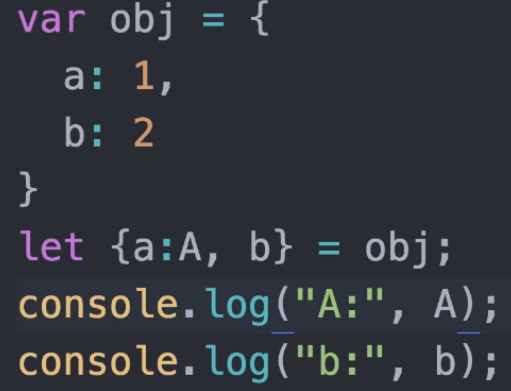 var obj = {
  a: 1,
  b: 2
}
let {a:A, b} = obj;
console.log("A:", A);
console.log("b:", b);